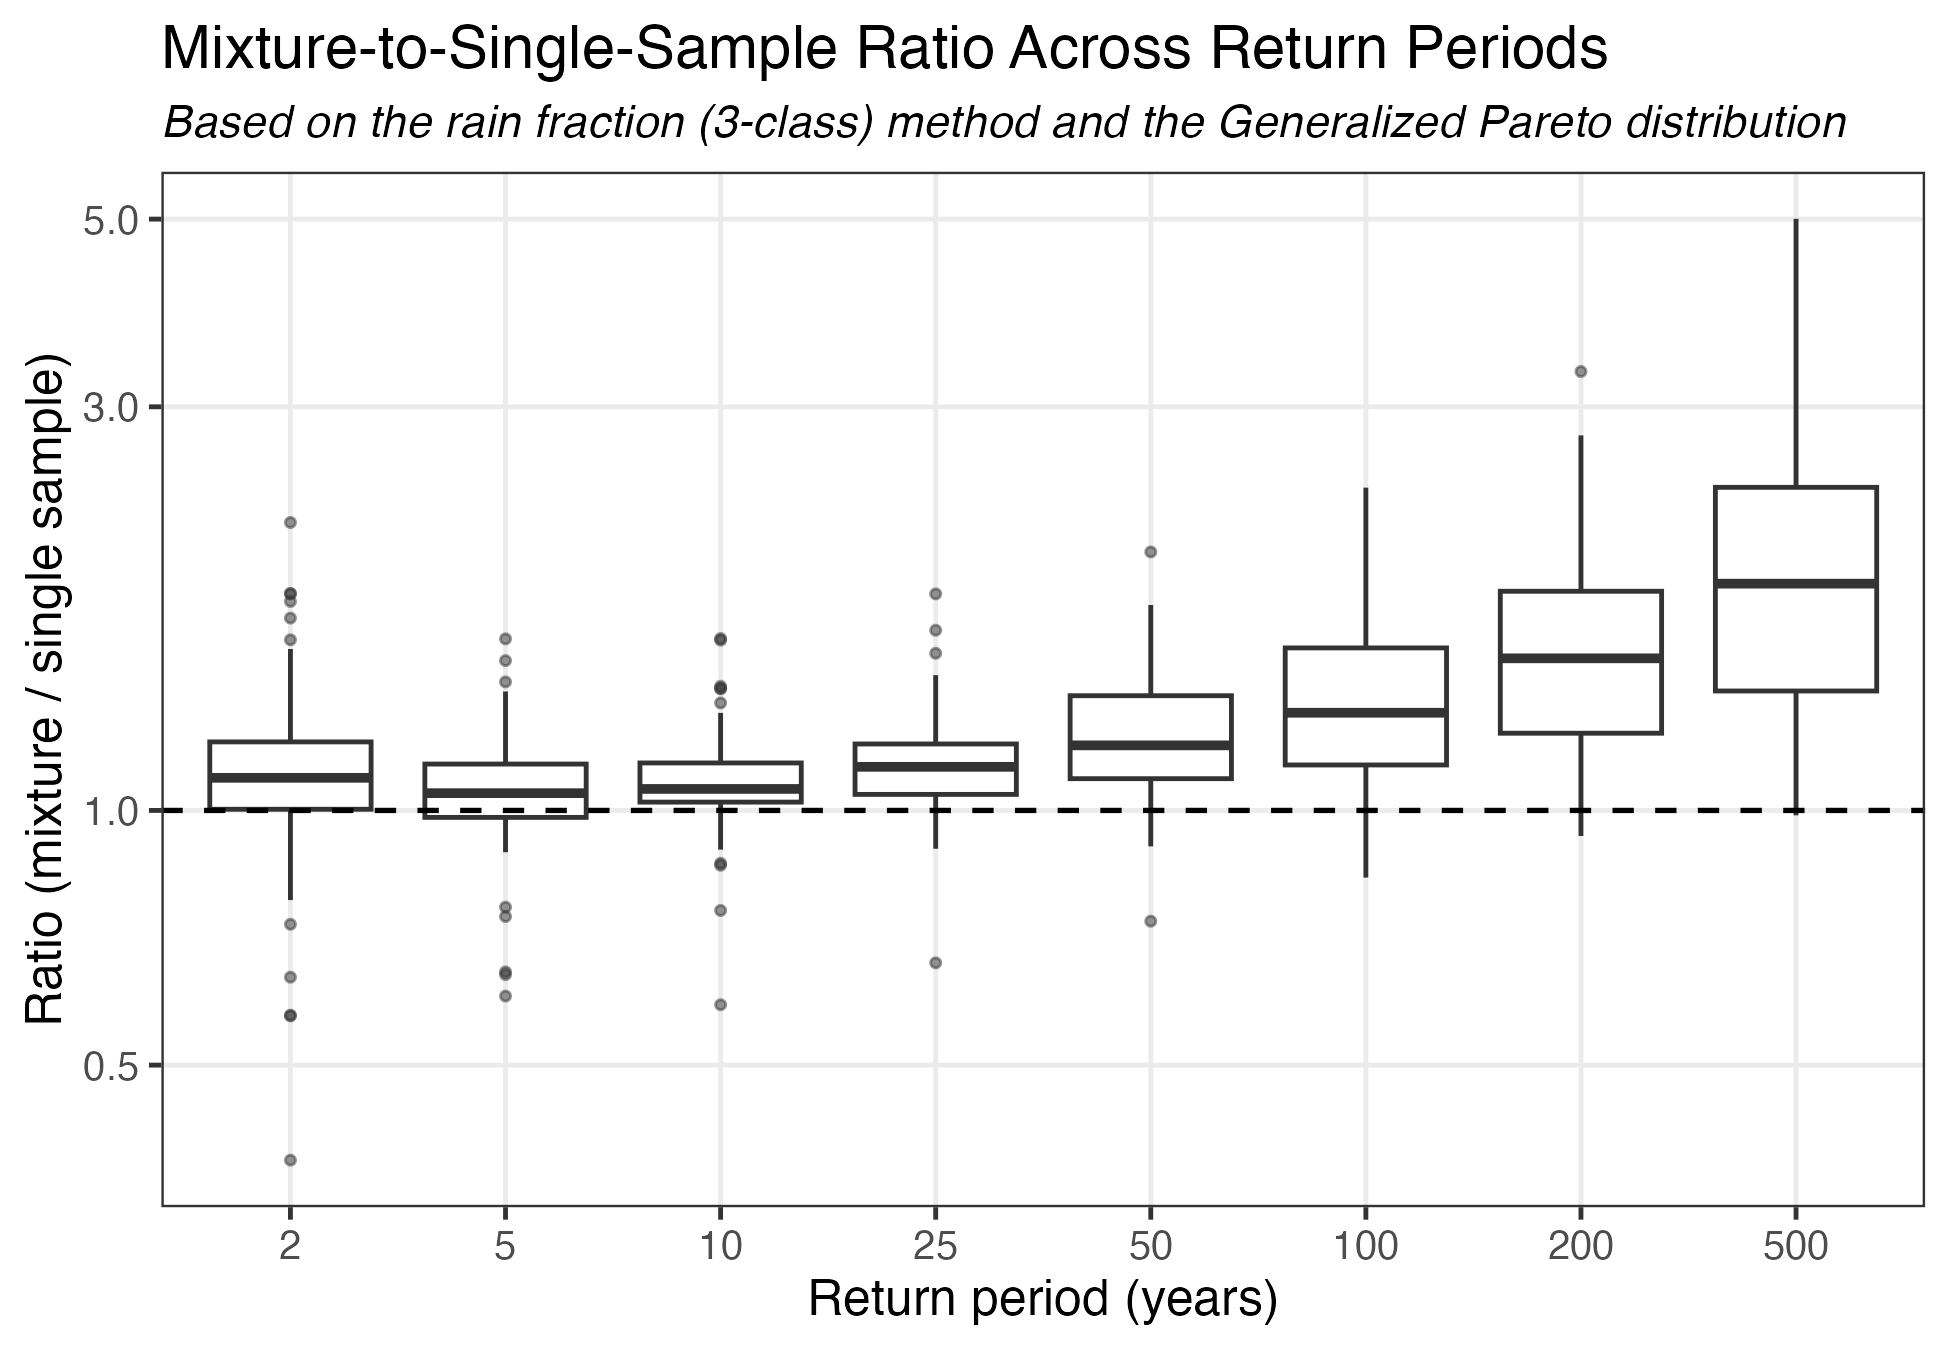 Mixture-to-Single-Sample Ratio Across Return Periods
Based on the rain fraction (3-class) method and the Generalized Pareto distribution
Ratio (mixture / single sample)
5.0
3.0
1.0
0.5
2 5 10 25 50 100 200 500
Return period (years)